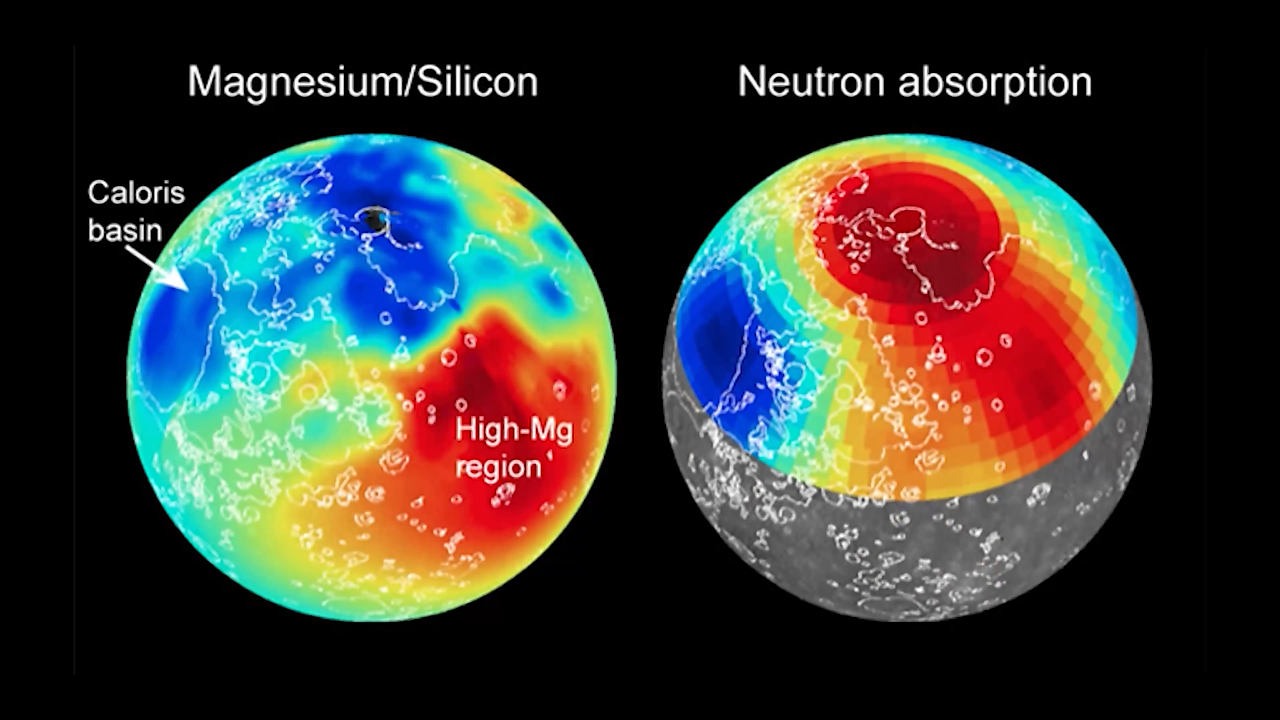 Magnesium/Silicon
Neutron absorption
Caloris
basin
High-Mg
region